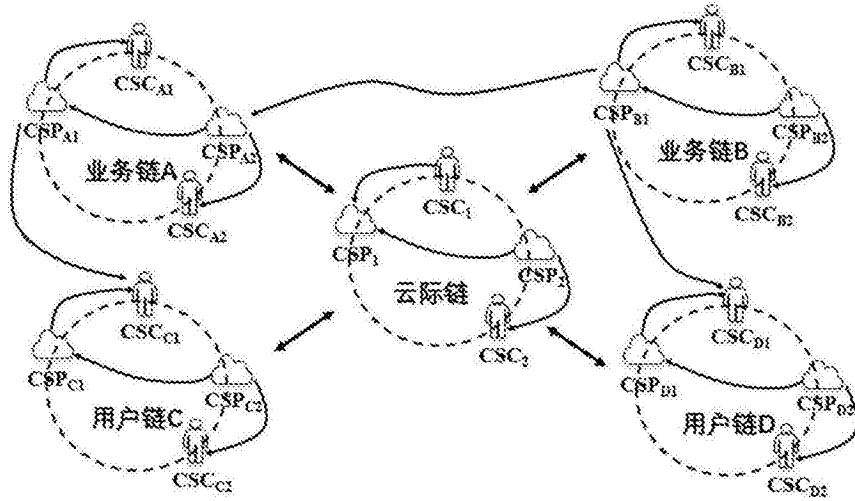 CSC_A1
CSP_A1
CSP_A2
业务链A
CSC_A2
CSC_B1
CSP_B1
CSP_B2
业务链B
CSC_B2
CSC_1
CSP_1
CSP_2
云际链
CSC_2
CSC_C1
CSP_C1
CSP_C2
用户链C
CSC_C2
CSC_D1
CSP_D1
CSP_D2
用户链D
CSC_D2